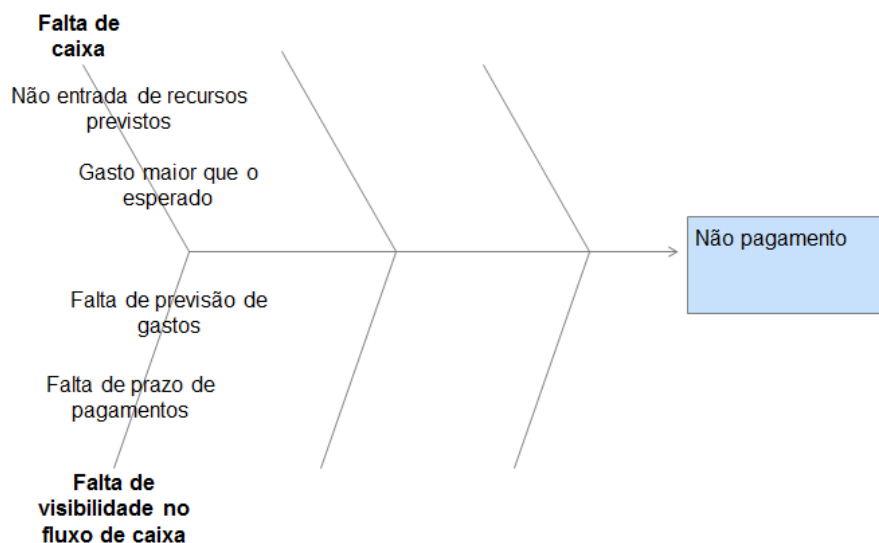 Falta de
caixa
Não entrada de recursos
previstos
Gasto maior que o
esperado
Não pagamento
Falta de previsão de
gastos
Falta de prazo de
pagamentos
Falta de
visibilidade no
fluxo de caixa